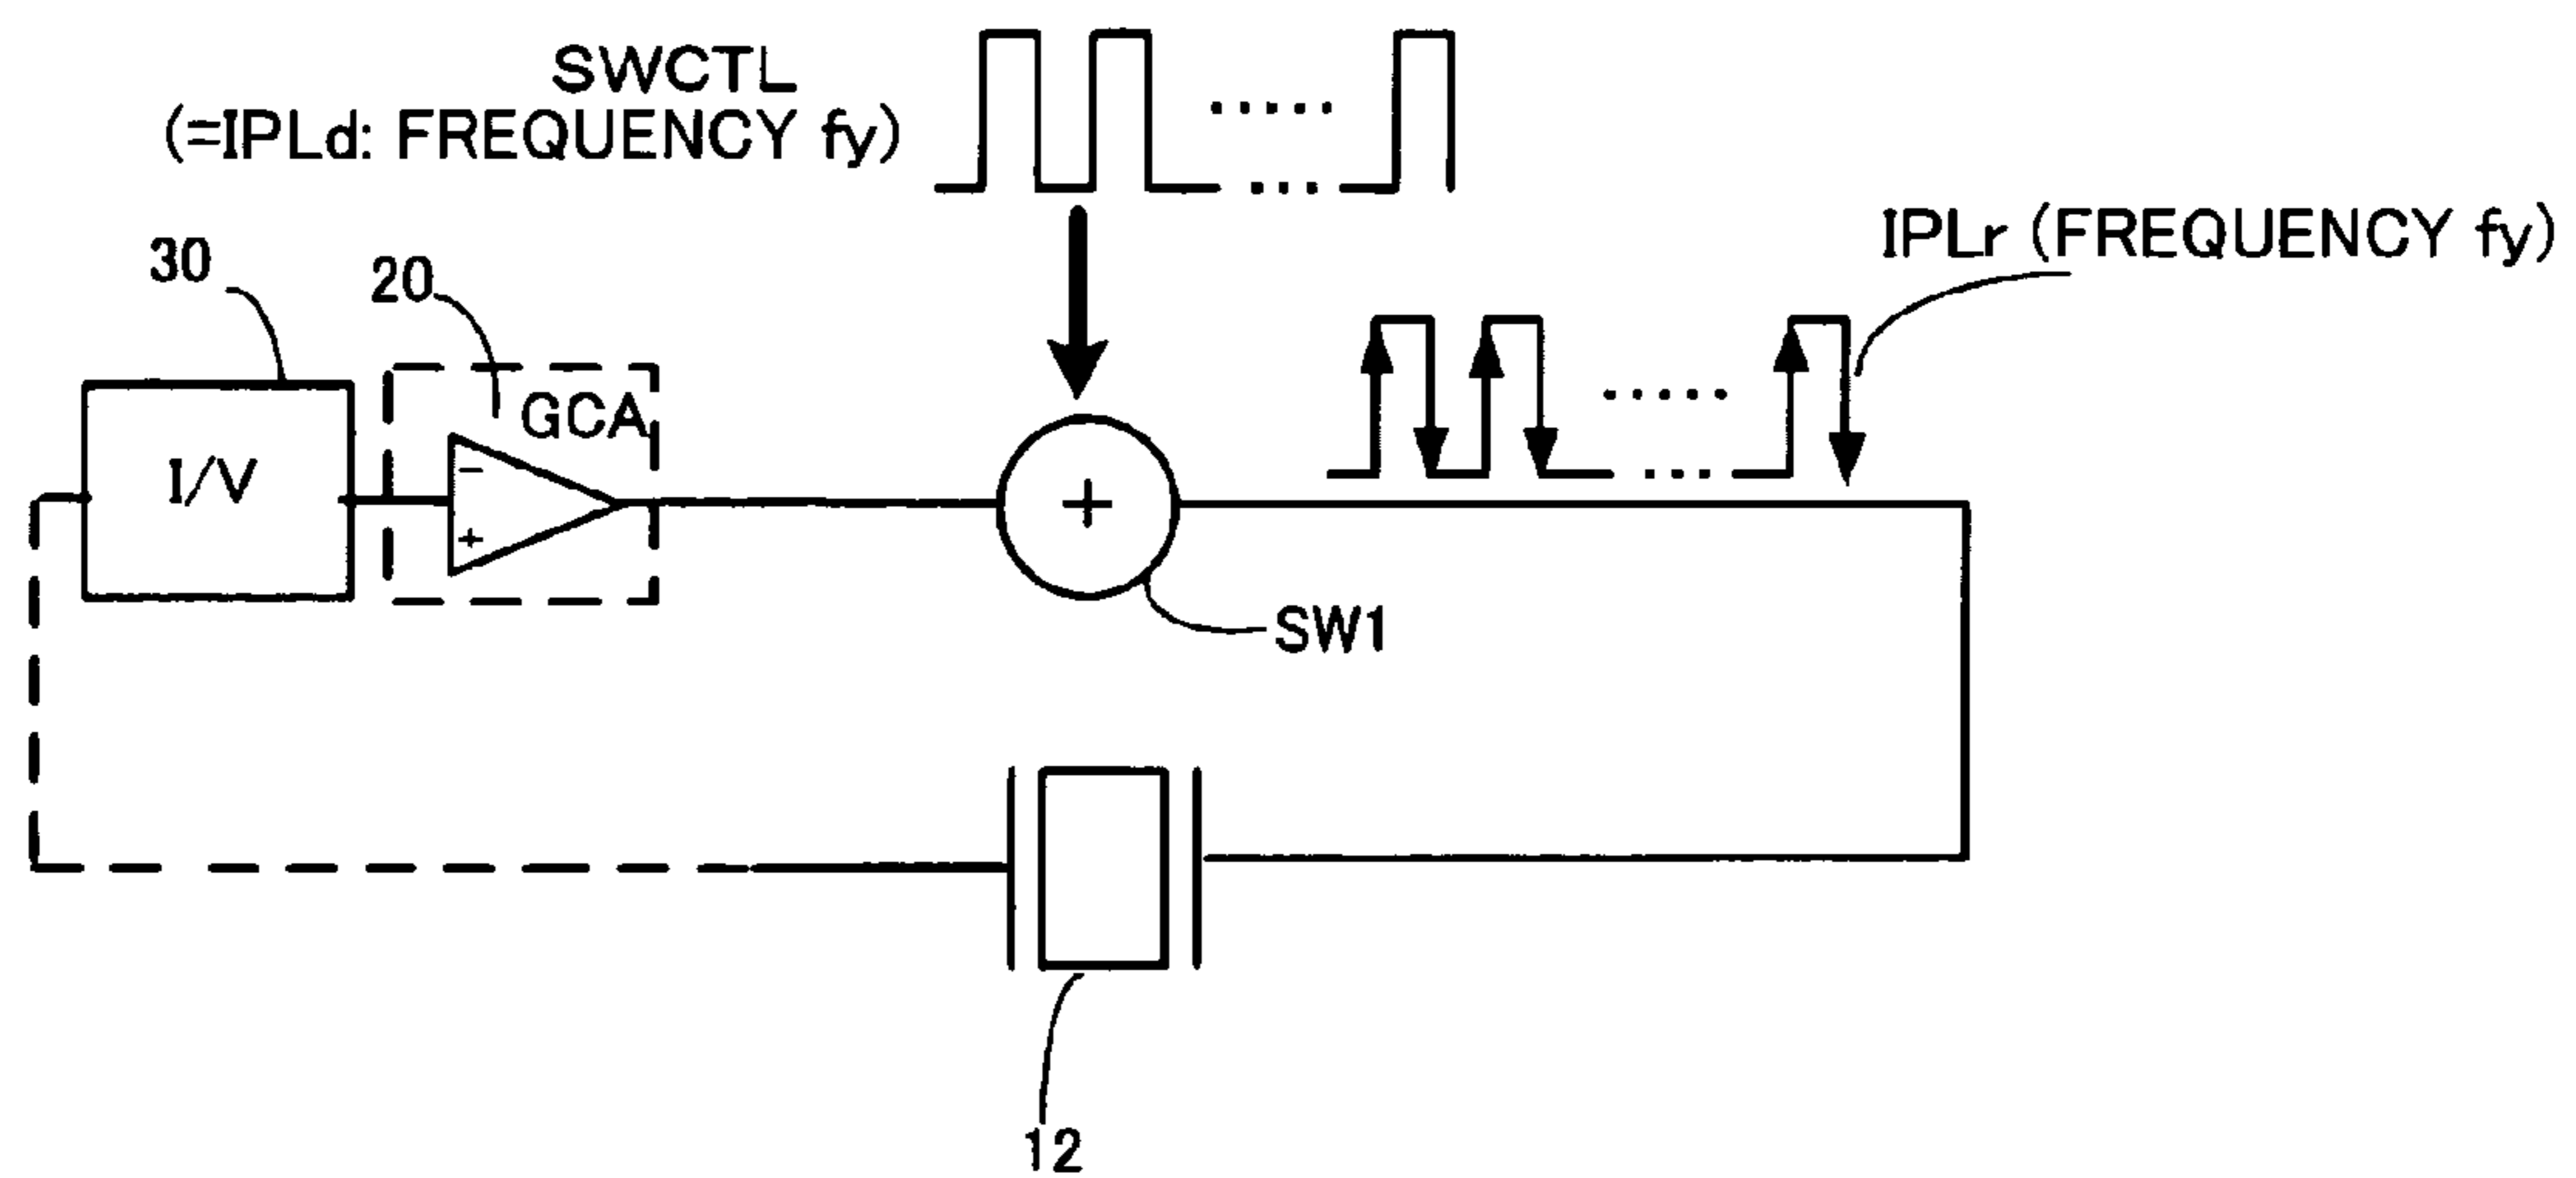 SWCTL
(=IPLd: FREQUENCY fy)
..... 
...
IPLr (FREQUENCY fy)
30
20
GCA
I/V
−
+
+
.....
....
SW1
12